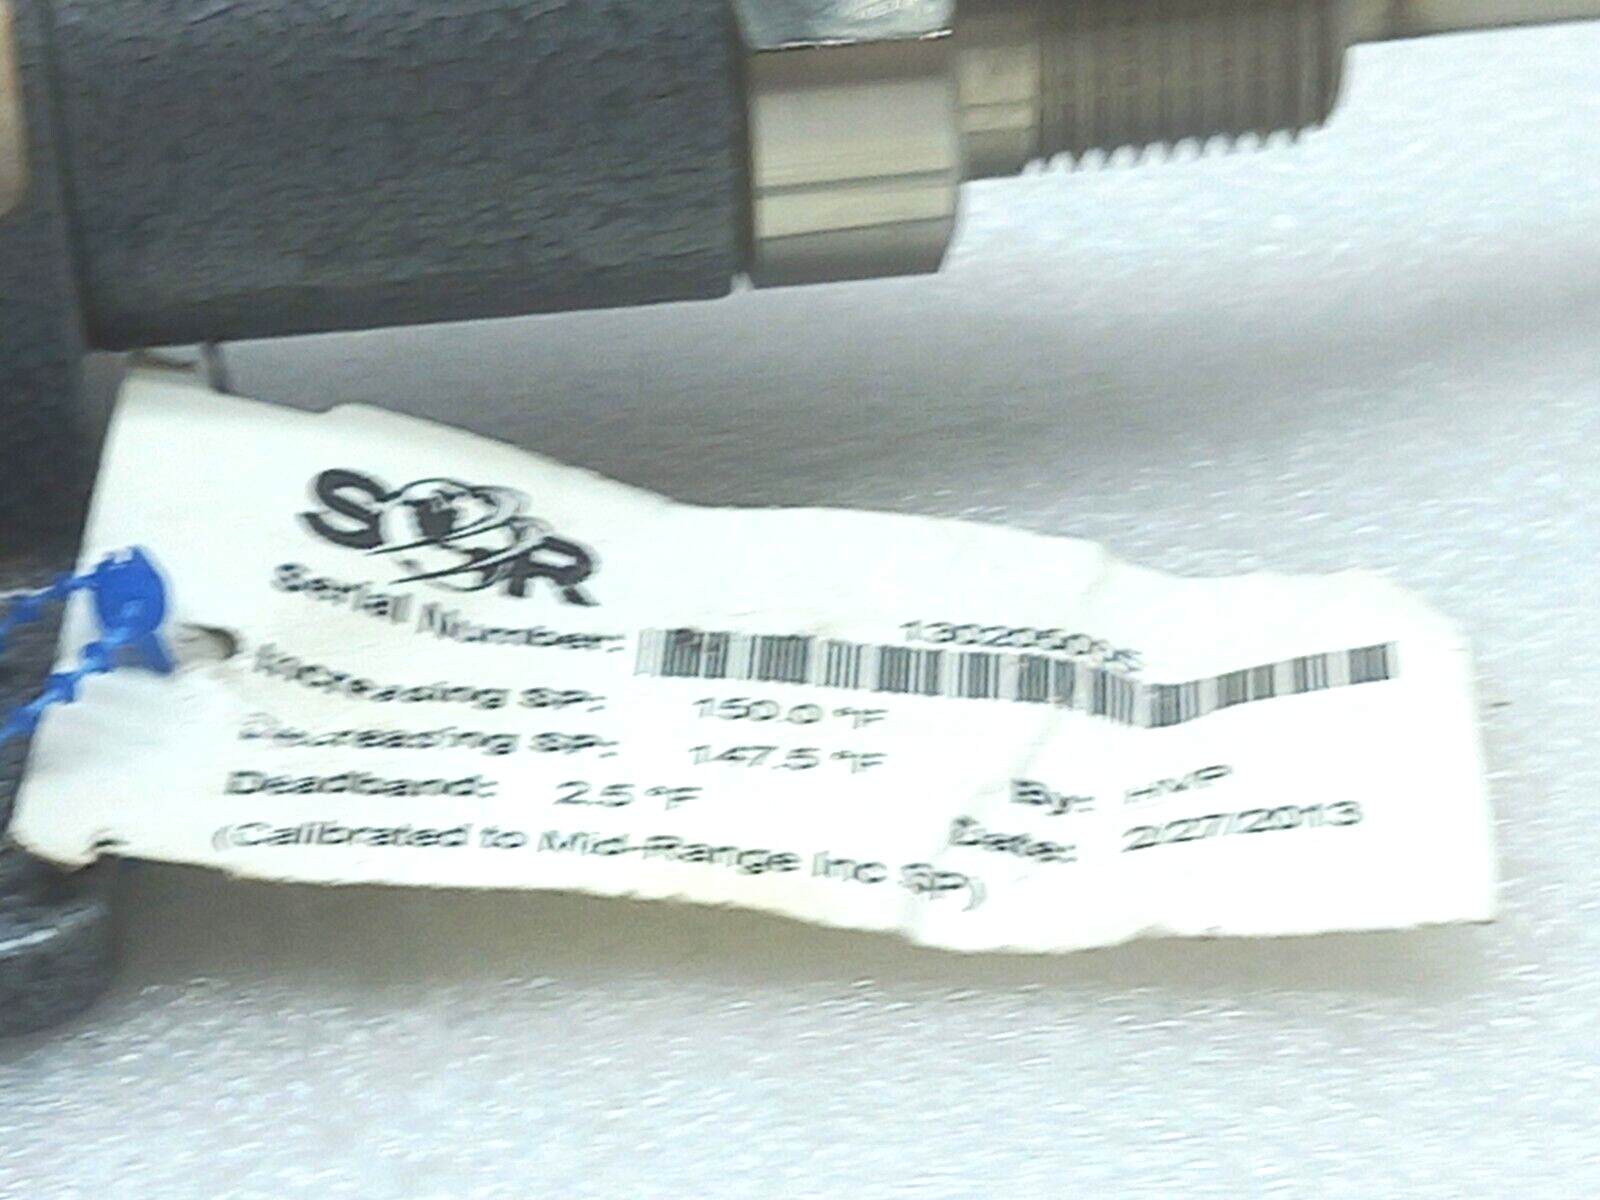 SOR
Serial Number: 130205095
Increasing SP: 150.0 °F
Decreasing SP: 147.5 °F
Deadband: 2.5 °F
By: HVP
(Calibrated to Mid-Range Inc SP)
Date: 2/27/2013